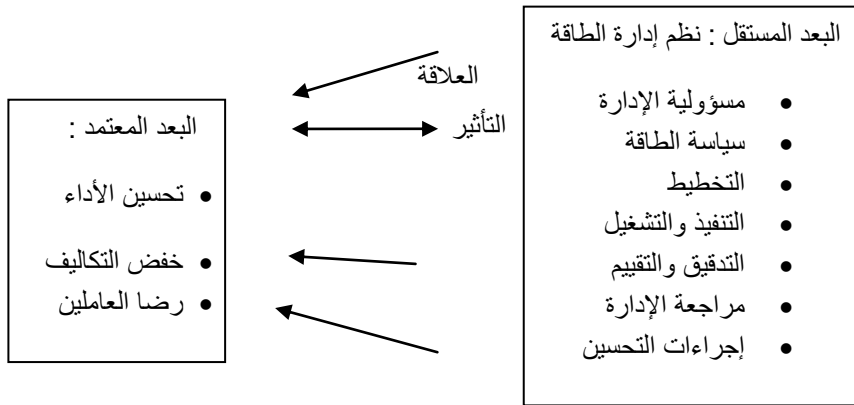 البعد المستقل : نظم إدارة الطاقة
• مسؤولية الإدارة
• سياسة الطاقة
• التخطيط
• التنفيذ والتشغيل
• التدقيق والتقييم
• مراجعة الإدارة
• إجراءات التحسين
العلاقة
التأثير
البعد المعتمد :
• تحسين الأداء
• خفض التكاليف
• رضا العاملين